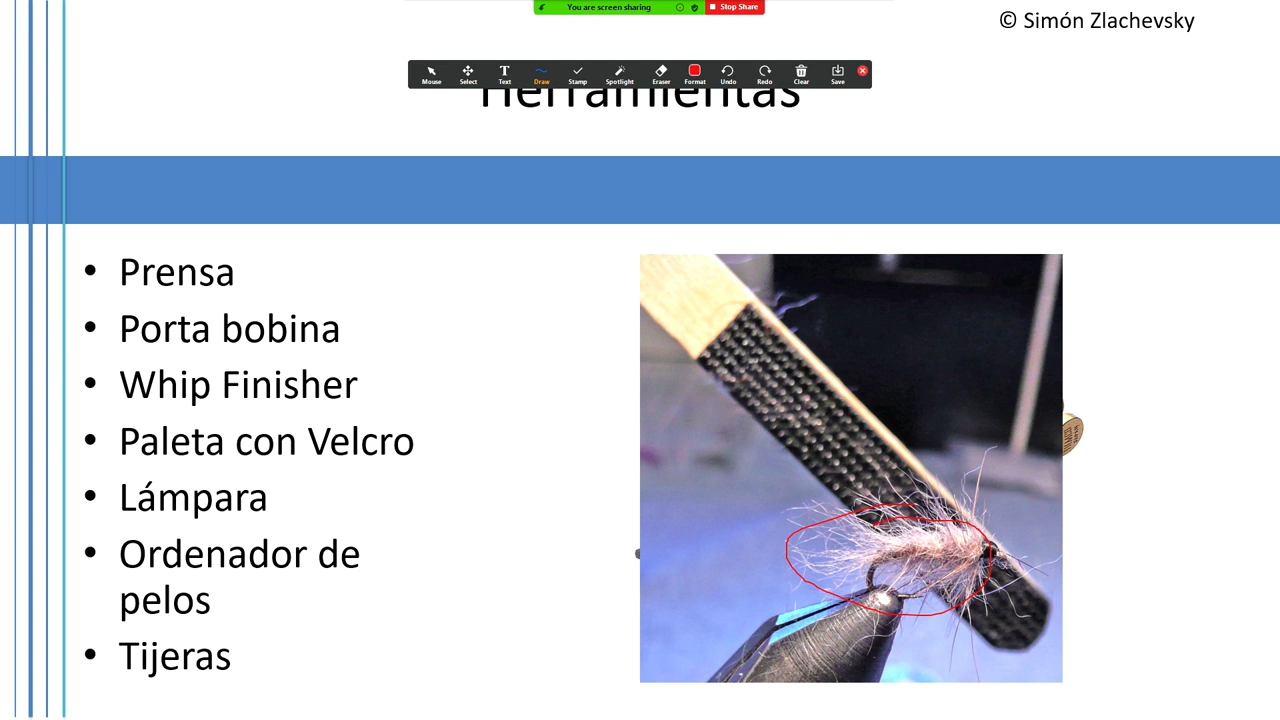 You are screen sharing
Stop Share
© Simón Zlachevsky
Mouse
Select
Text
Draw
Stamp
Spotlight
Eraser
Format
Undo
Redo
Clear
Save
Herramientas
• Prensa
• Porta bobina
• Whip Finisher
• Paleta con Velcro
• Lámpara
• Ordenador de
pelos
• Tijeras